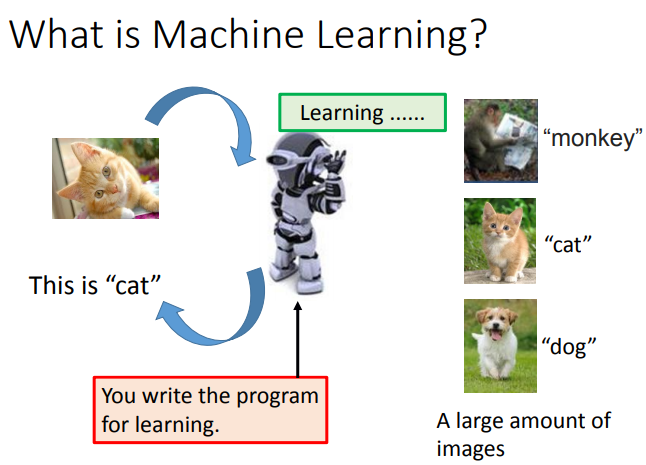 What is Machine Learning?
Learning ......
“monkey”
“cat”
This is “cat”
“dog”
You write the program
for learning.
A large amount of
images